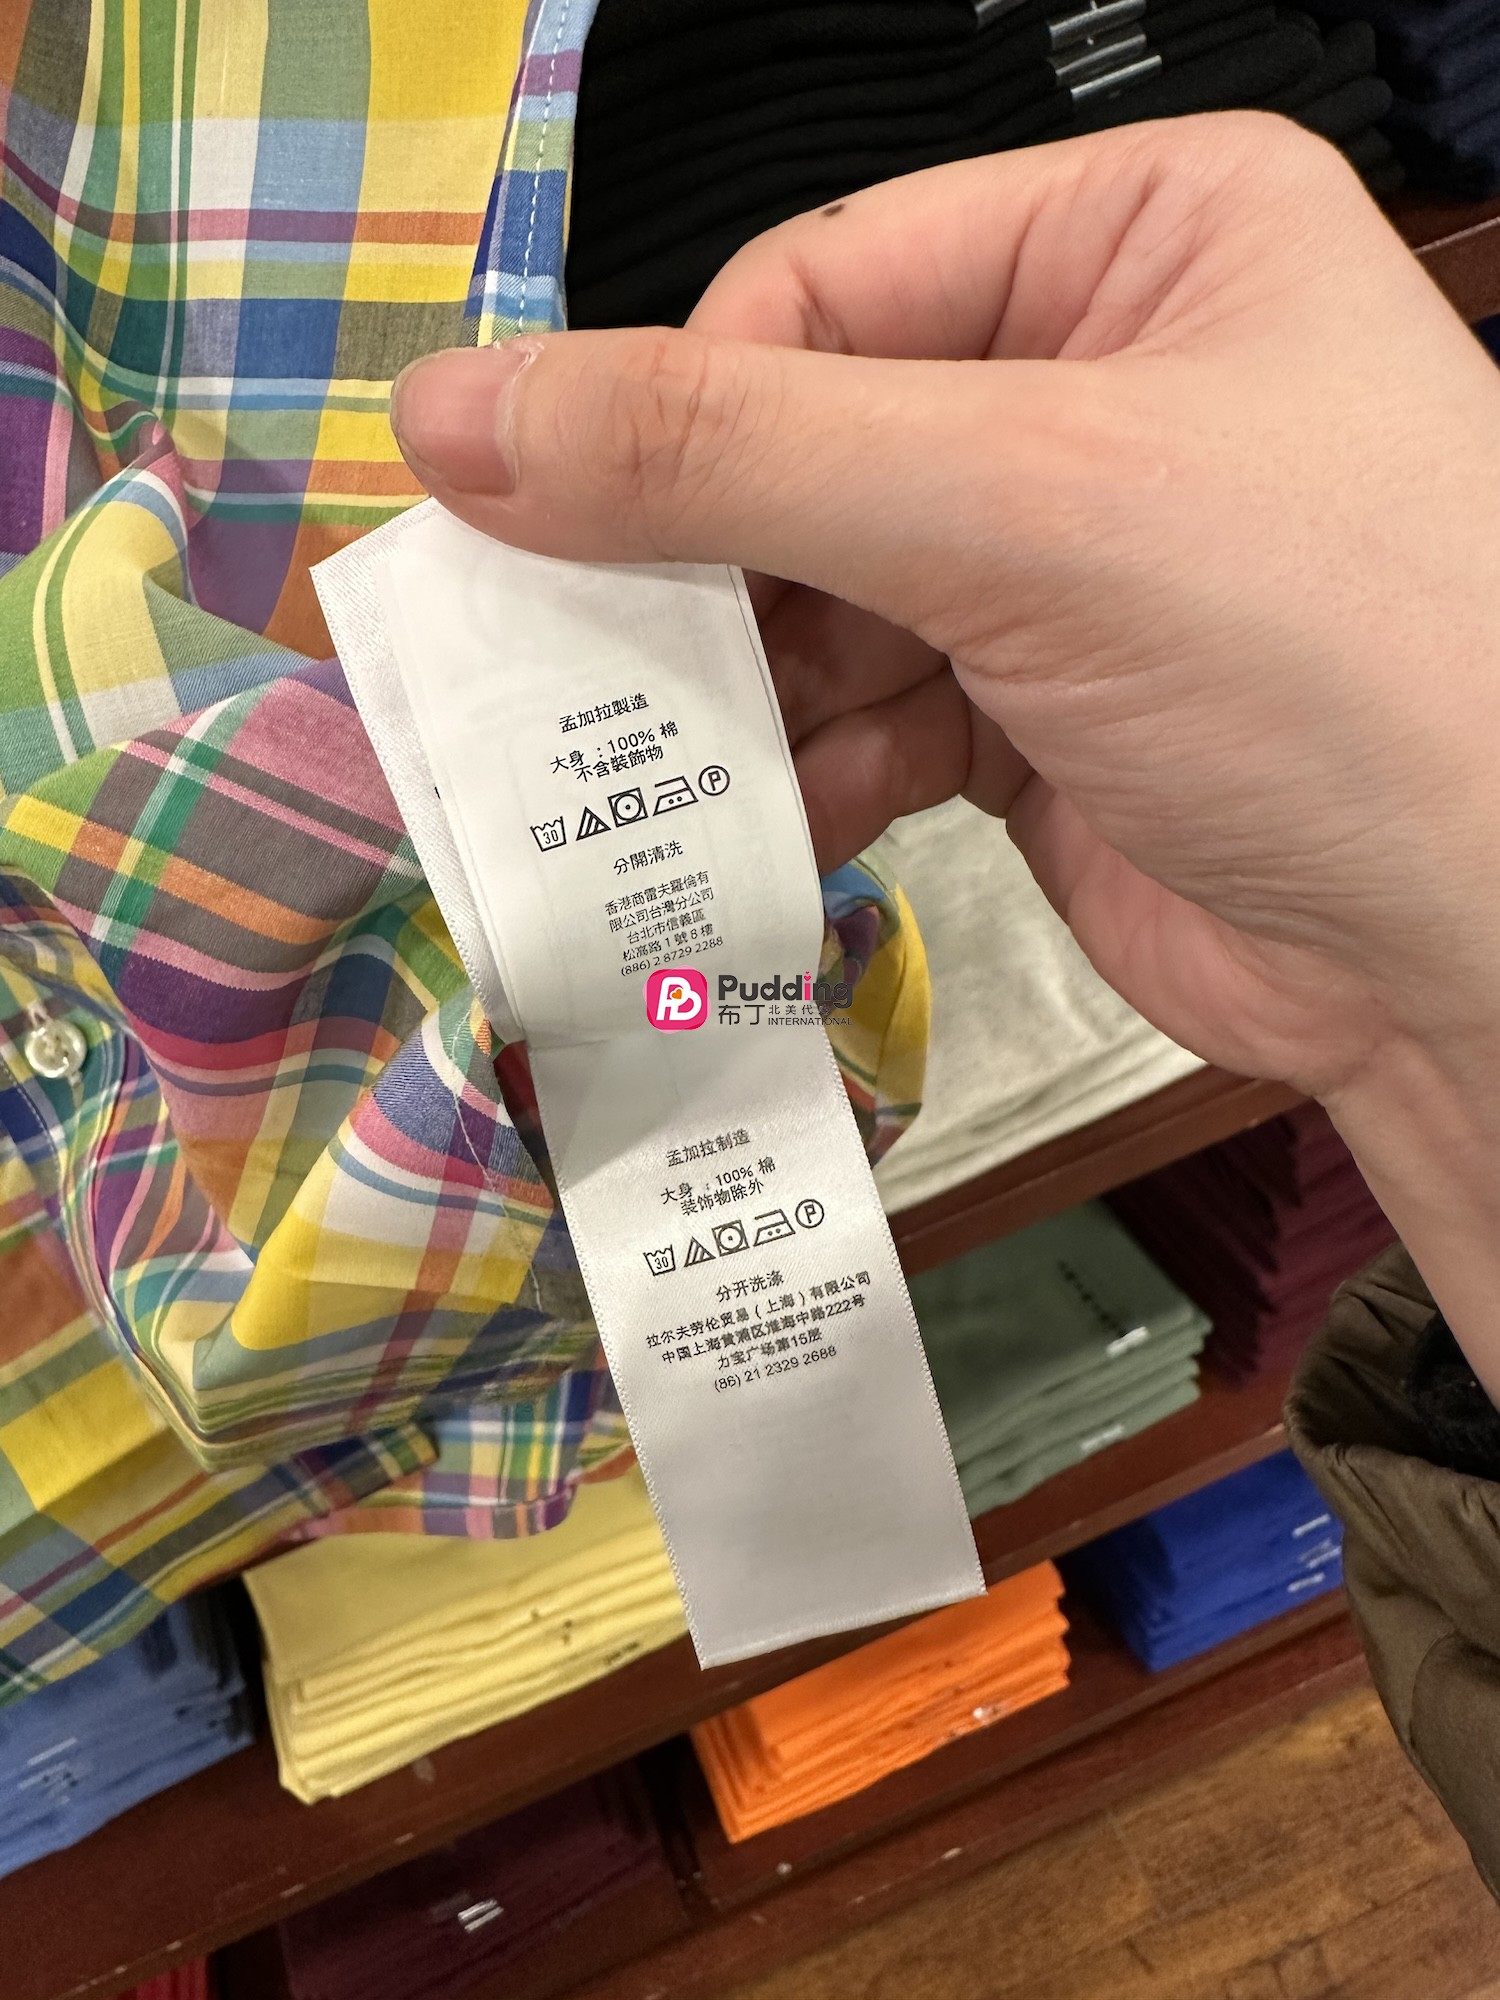 孟加拉製造
大身：100% 棉
不含裝飾物
30
P
分開清洗
香港商雷夫羅倫有
限公司台灣分公司
台北市信義區
松高路 1 號 8 樓
(886) 2 8729 2288
Pudding
布丁 北美代
INTERNATIONAL
孟加拉制造
大身：100% 棉
装饰物除外
30
P
分开洗涤
拉尔夫劳伦贸易（上海）有限公司
中国上海黄浦区淮海中路222号
力宝广场第15层
(86) 21 2329 2688